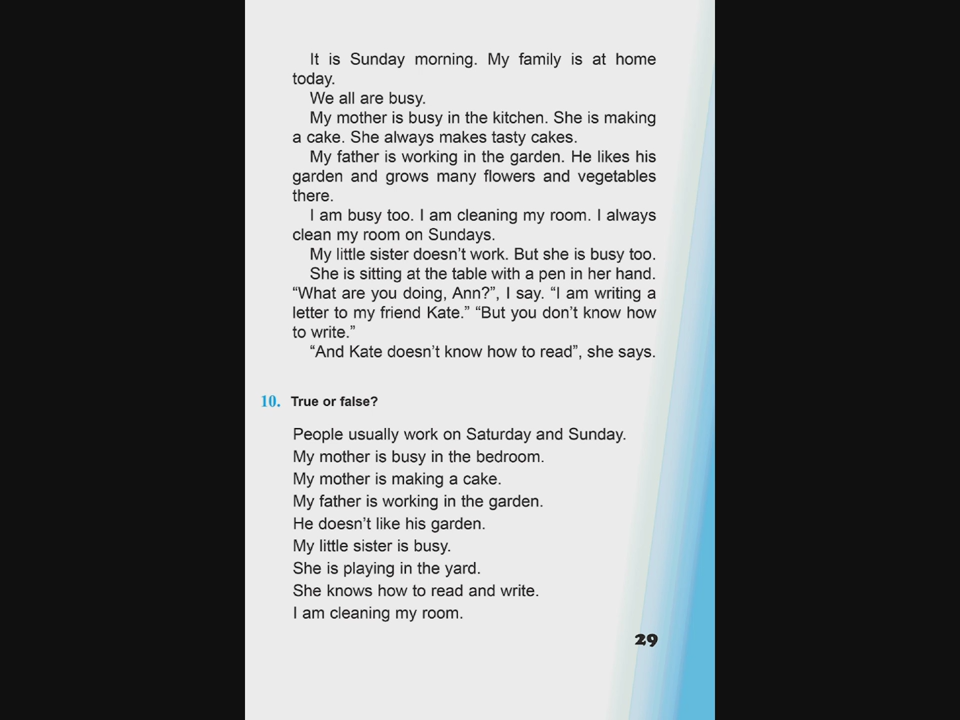 It is Sunday morning. My family is at home
today.
We all are busy.
My mother is busy in the kitchen. She is making
a cake. She always makes tasty cakes.
My father is working in the garden. He likes his
garden and grows many flowers and vegetables
there.
I am busy too. I am cleaning my room. I always
clean my room on Sundays.
My little sister doesn’t work. But she is busy too.
She is sitting at the table with a pen in her hand.
“What are you doing, Ann?”, I say. “I am writing a
letter to my friend Kate.” “But you don’t know how
to write.”
“And Kate doesn’t know how to read”, she says.
10. True or false?
People usually work on Saturday and Sunday.
My mother is busy in the bedroom.
My mother is making a cake.
My father is working in the garden.
He doesn’t like his garden.
My little sister is busy.
She is playing in the yard.
She knows how to read and write.
I am cleaning my room.
29